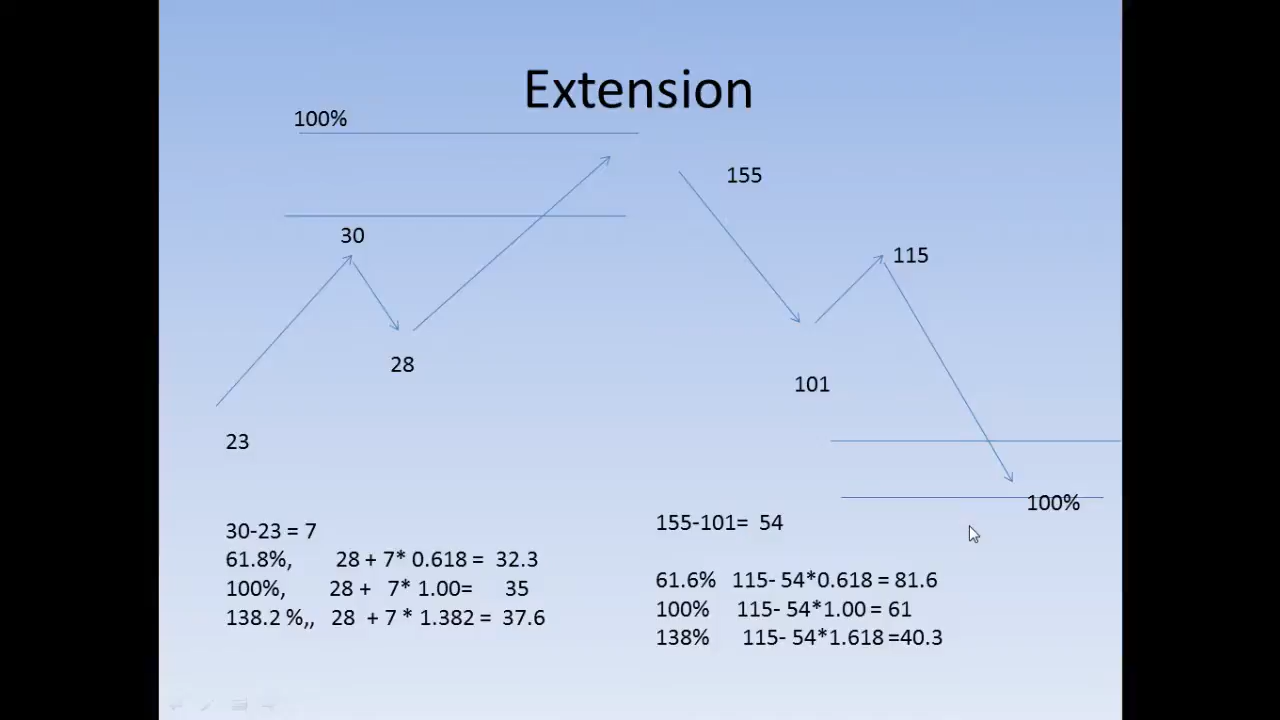 Extension
100%
30
28
23
155
115
101
100%
30-23 = 7
61.8%, 28 + 7* 0.618 = 32.3
100%, 28 + 7* 1.00= 35
138.2 %,, 28 + 7 * 1.382 = 37.6
155-101= 54
61.6% 115- 54*0.618 = 81.6
100% 115- 54*1.00 = 61
138% 115- 54*1.618 =40.3